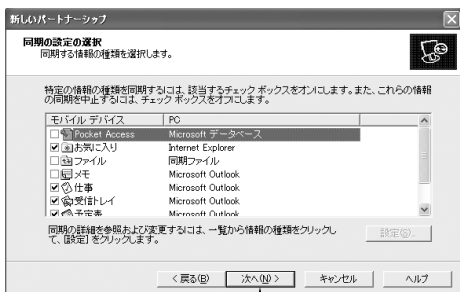 新しいパートナーシップ
同期の設定の選択
同期する情報の種類を選択します。
特定の情報の種類を同期するには、該当するチェック ボックスをオンにします。また、これらの情報
の同期を中止するには、チェック ボックスをオフにします。
モバイル デバイス PC
Pocket Access Microsoft データベース
お気に入り Internet Explorer
ファイル 同期ファイル
メモ Microsoft Outlook
仕事 Microsoft Outlook
受信トレイ Microsoft Outlook
予定表 Microsoft Outlook
同期の詳細を参照および変更するには、一覧から情報の種類をクリックし
て、[設定] をクリックします。
設定(S)...
< 戻る(B) 次へ(N) > キャンセル ヘルプ